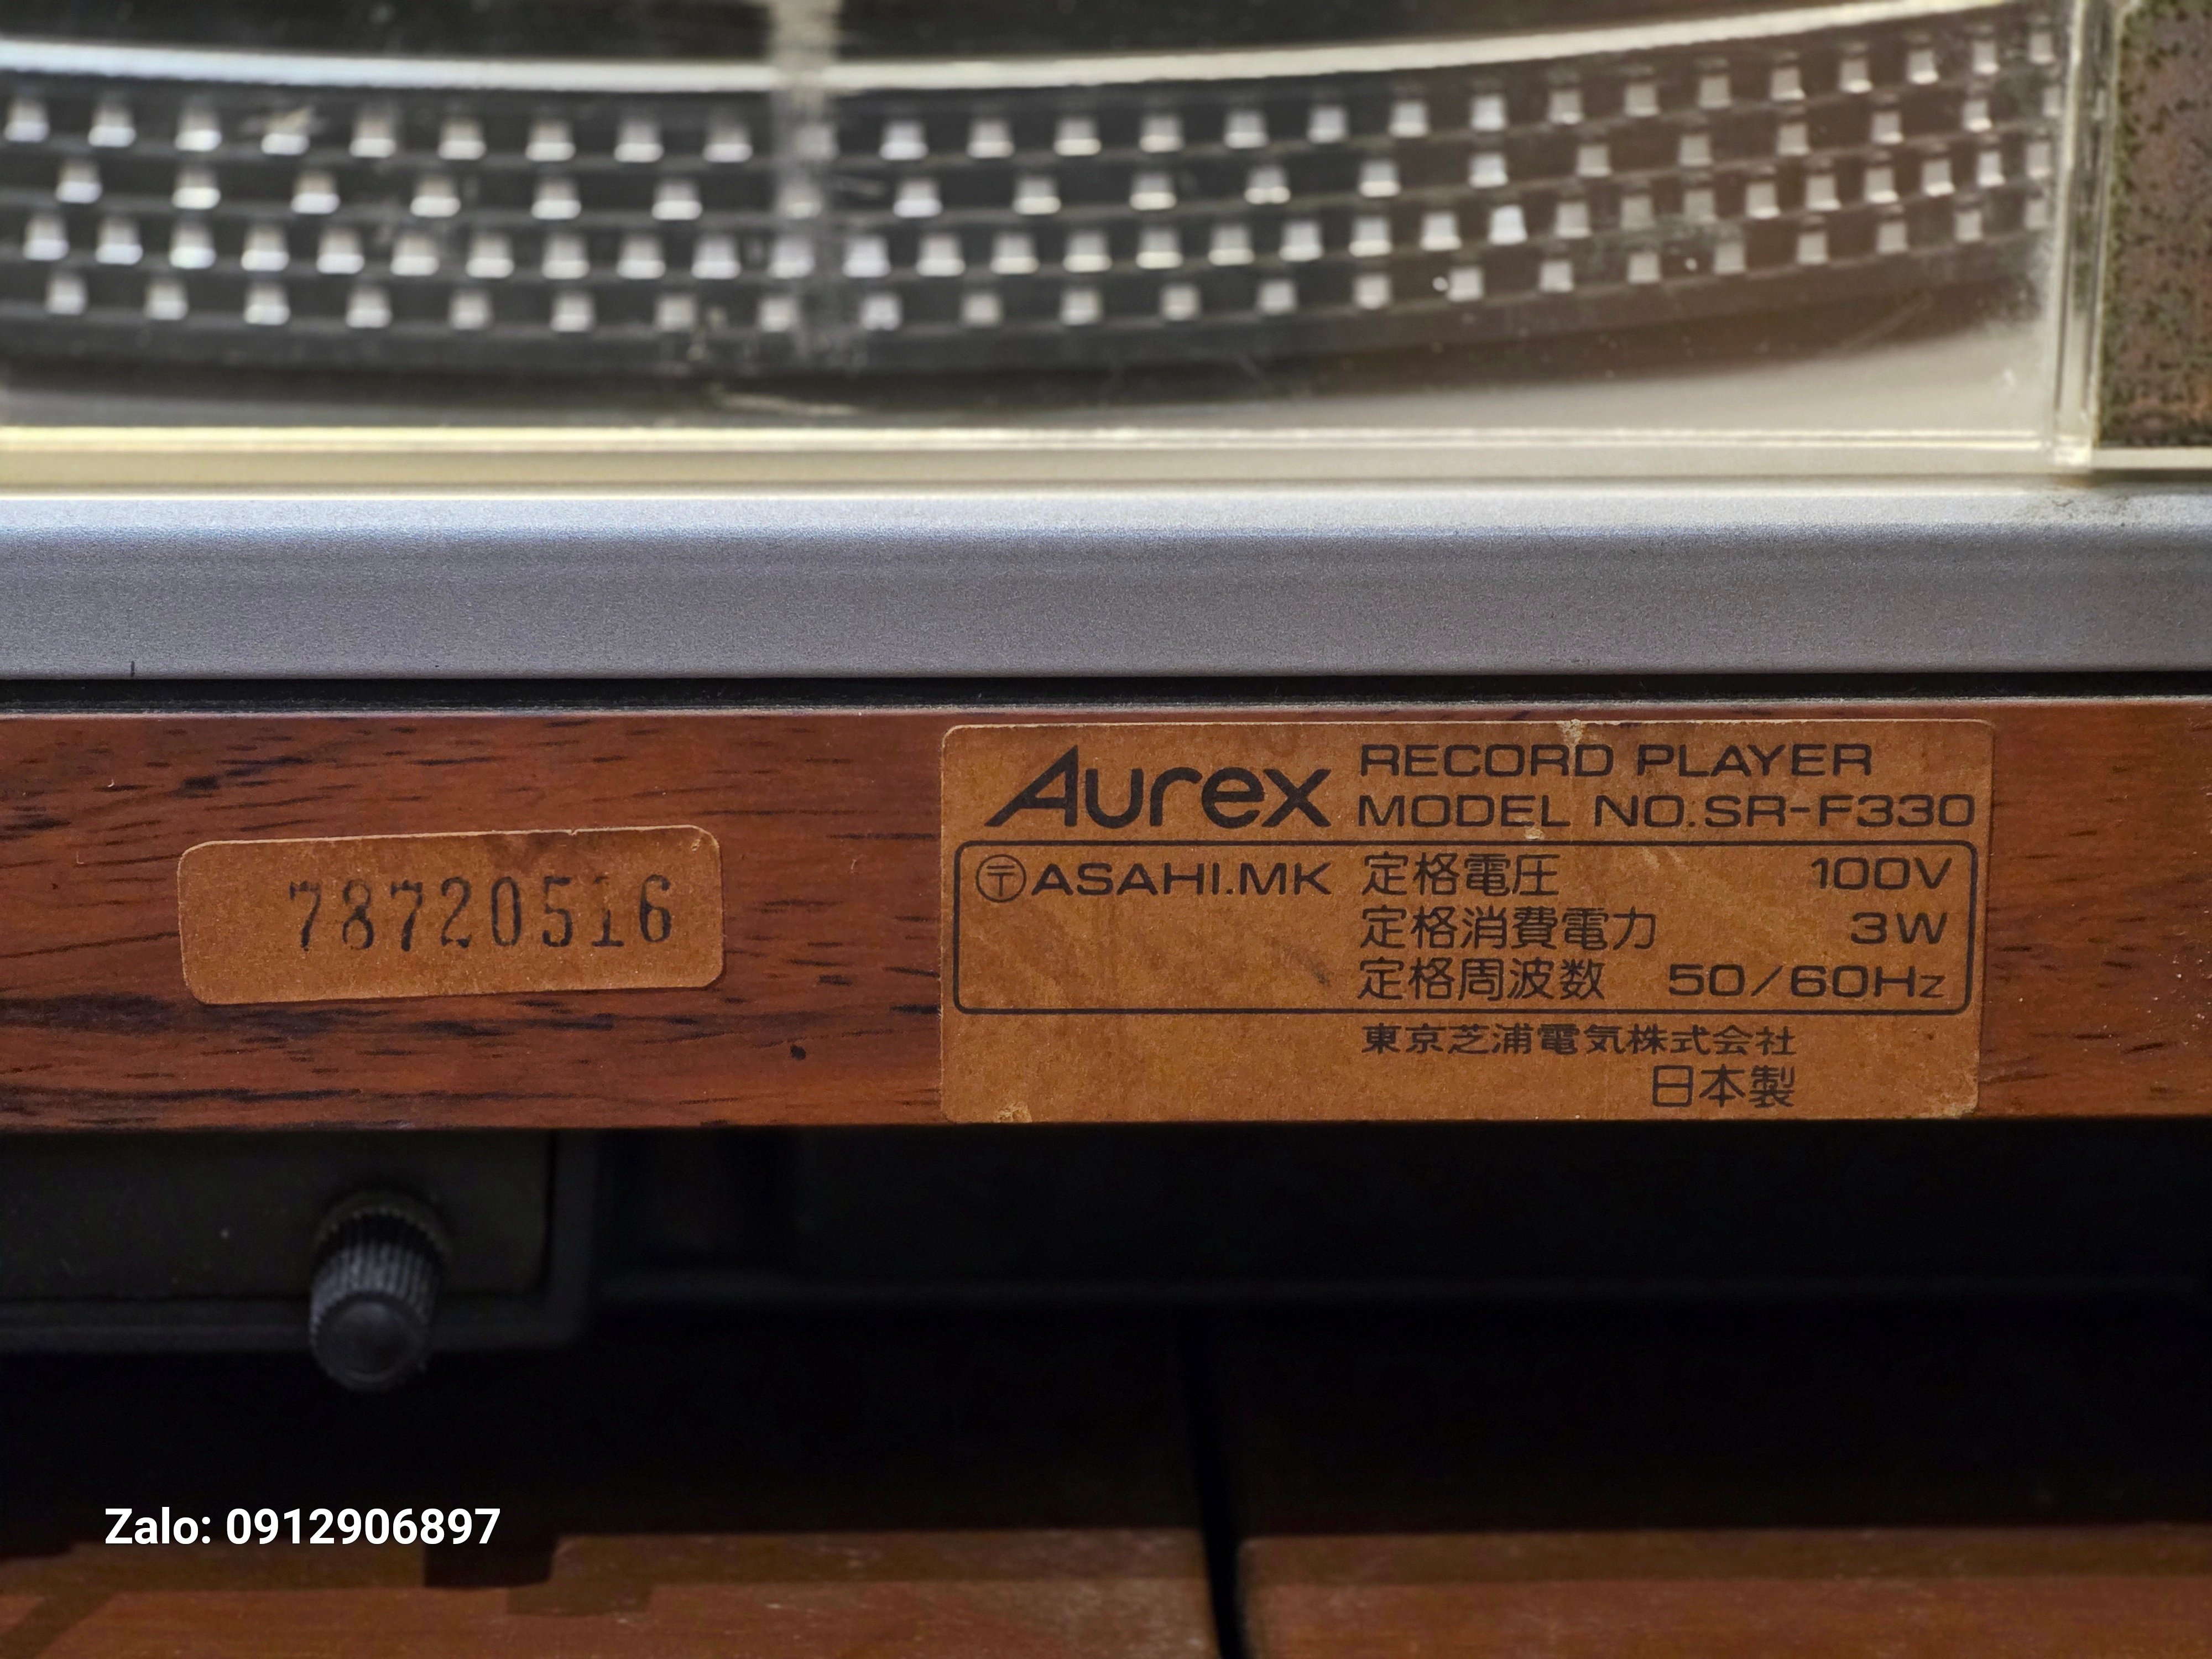 Aurex RECORD PLAYER
MODEL NO.SR-F330
〒ASAHI.MK 定格電圧 100V
定格消費電力 3W
定格周波数 50/60Hz
東京芝浦電気株式会社
日本製
78720516
Zalo: 0912906897